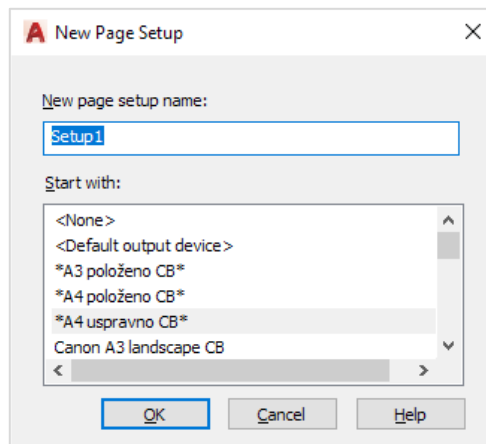 New Page Setup
New page setup name:
Setup1
Start with:
<None>
<Default output device>
*A3 položeno CB*
*A4 položeno CB*
*A4 uspravno CB*
Canon A3 landscape CB
OK Cancel Help